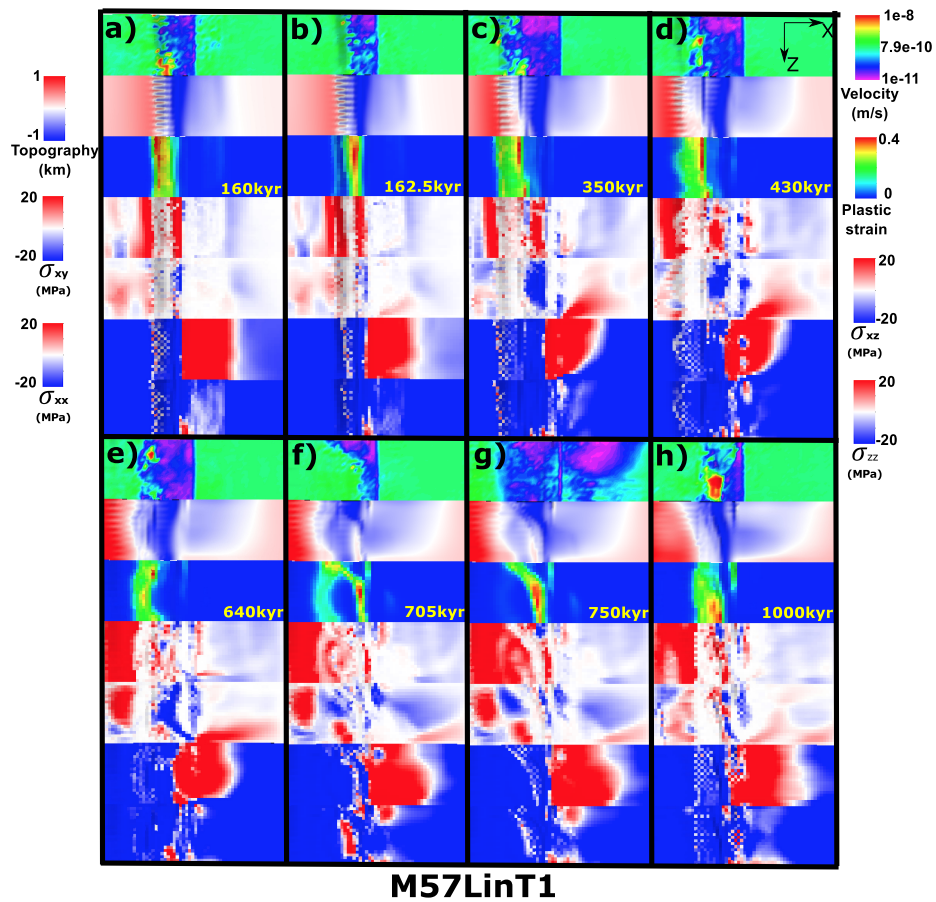 a)
b)
c)
d)
X
Z
1e-8
7.9e-10
1e-11
Velocity
(m/s)
1
-1
Topography
(km)
0.4
0
Plastic
strain
160kyr
162.5kyr
350kyr
430kyr
20
-20
σxy
(MPa)
20
-20
σxz
(MPa)
20
-20
σxx
(MPa)
20
-20
σzz
(MPa)
e)
f)
g)
h)
640kyr
705kyr
750kyr
1000kyr
M57LinT1